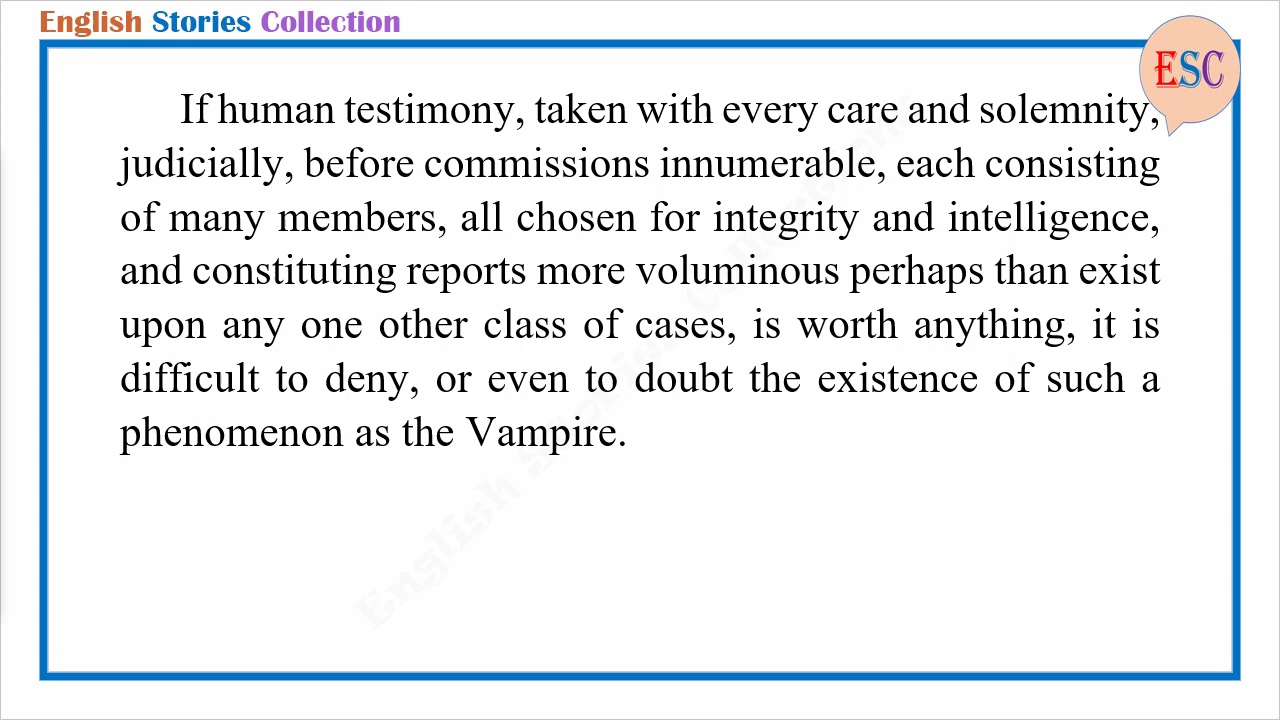 English Stories Collection
ESC
If human testimony, taken with every care and solemnity,
judicially, before commissions innumerable, each consisting
of many members, all chosen for integrity and intelligence,
and constituting reports more voluminous perhaps than exist
upon any one other class of cases, is worth anything, it is
difficult to deny, or even to doubt the existence of such a
phenomenon as the Vampire.
English Stories Collection